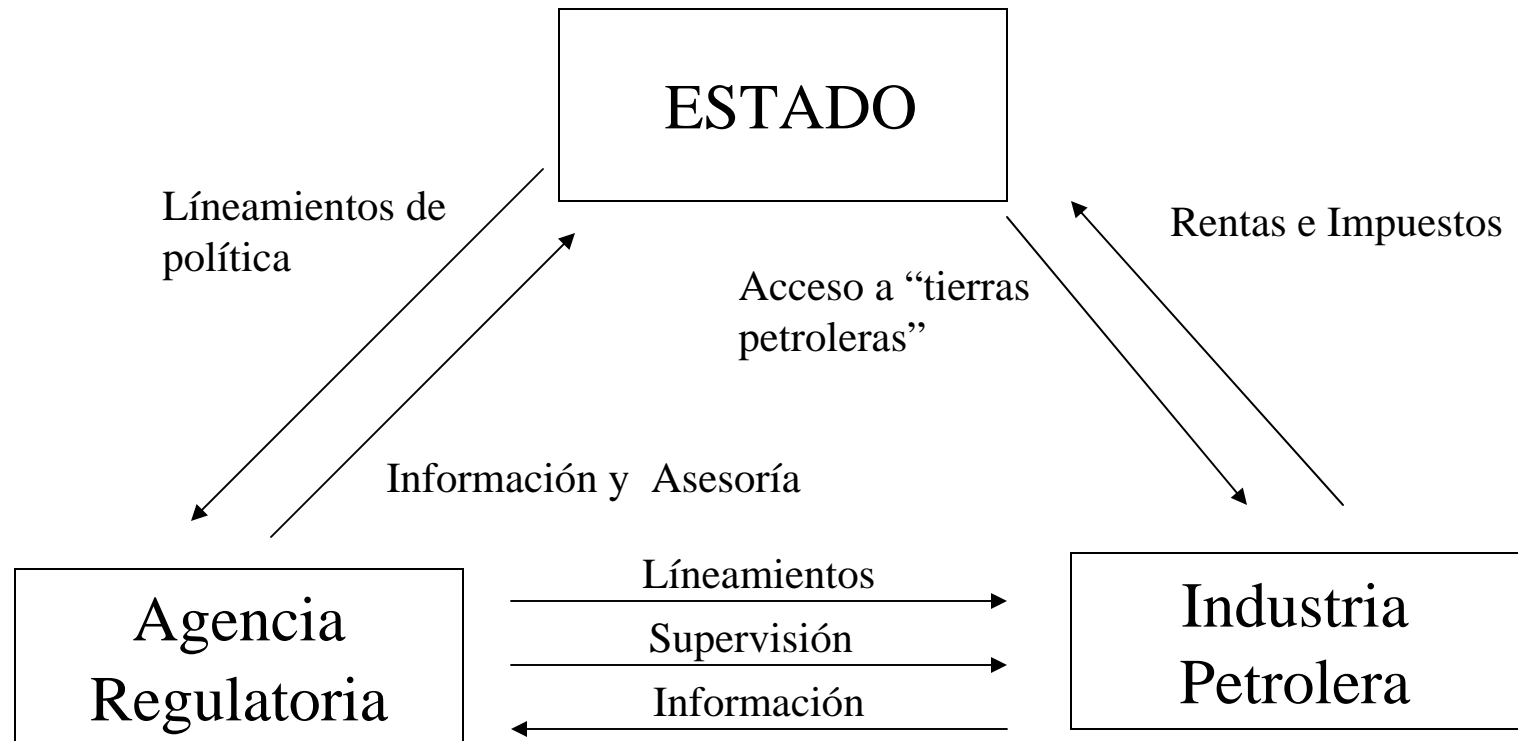 ESTADO
Líneamientos de
política
Rentas e Impuestos
Acceso a “tierras
petroleras”
Información y Asesoría
Líneamientos
Supervisión
Información
Agencia
Regulatoria
Industria
Petrolera